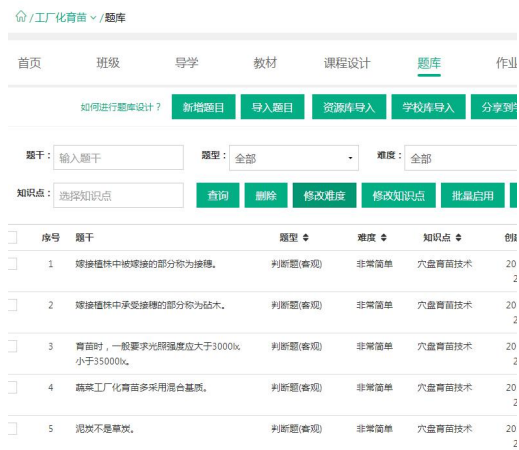 /工厂化育苗/题库
首页 班级 导学 教材 课程设计 题库 作业
如何进行题库设计？ 新增题目 导入题目 资源库导入 学校库导入 分享到学
题干： 输入题干 题型： 全部 难度： 全部
知识点： 选择知识点 查询 删除 修改难度 修改知识点 批量启用
序号 题干 题型 难度 知识点 创建
1 嫁接植株中被嫁接的部分称为接穗。 判断题(客观) 非常简单 穴盘育苗技术 20
2
2 嫁接植株中承受接穗的部分称为砧木。 判断题(客观) 非常简单 穴盘育苗技术 20
2
3 育苗时，一般要求光照强度应大于3000lx, 判断题(客观) 非常简单 穴盘育苗技术 20
小于35000lx。 2
4 蔬菜工厂化育苗多采用混合基质。 判断题(客观) 非常简单 穴盘育苗技术 20
2
5 泥炭不是草炭。 判断题(客观) 非常简单 穴盘育苗技术 20
2